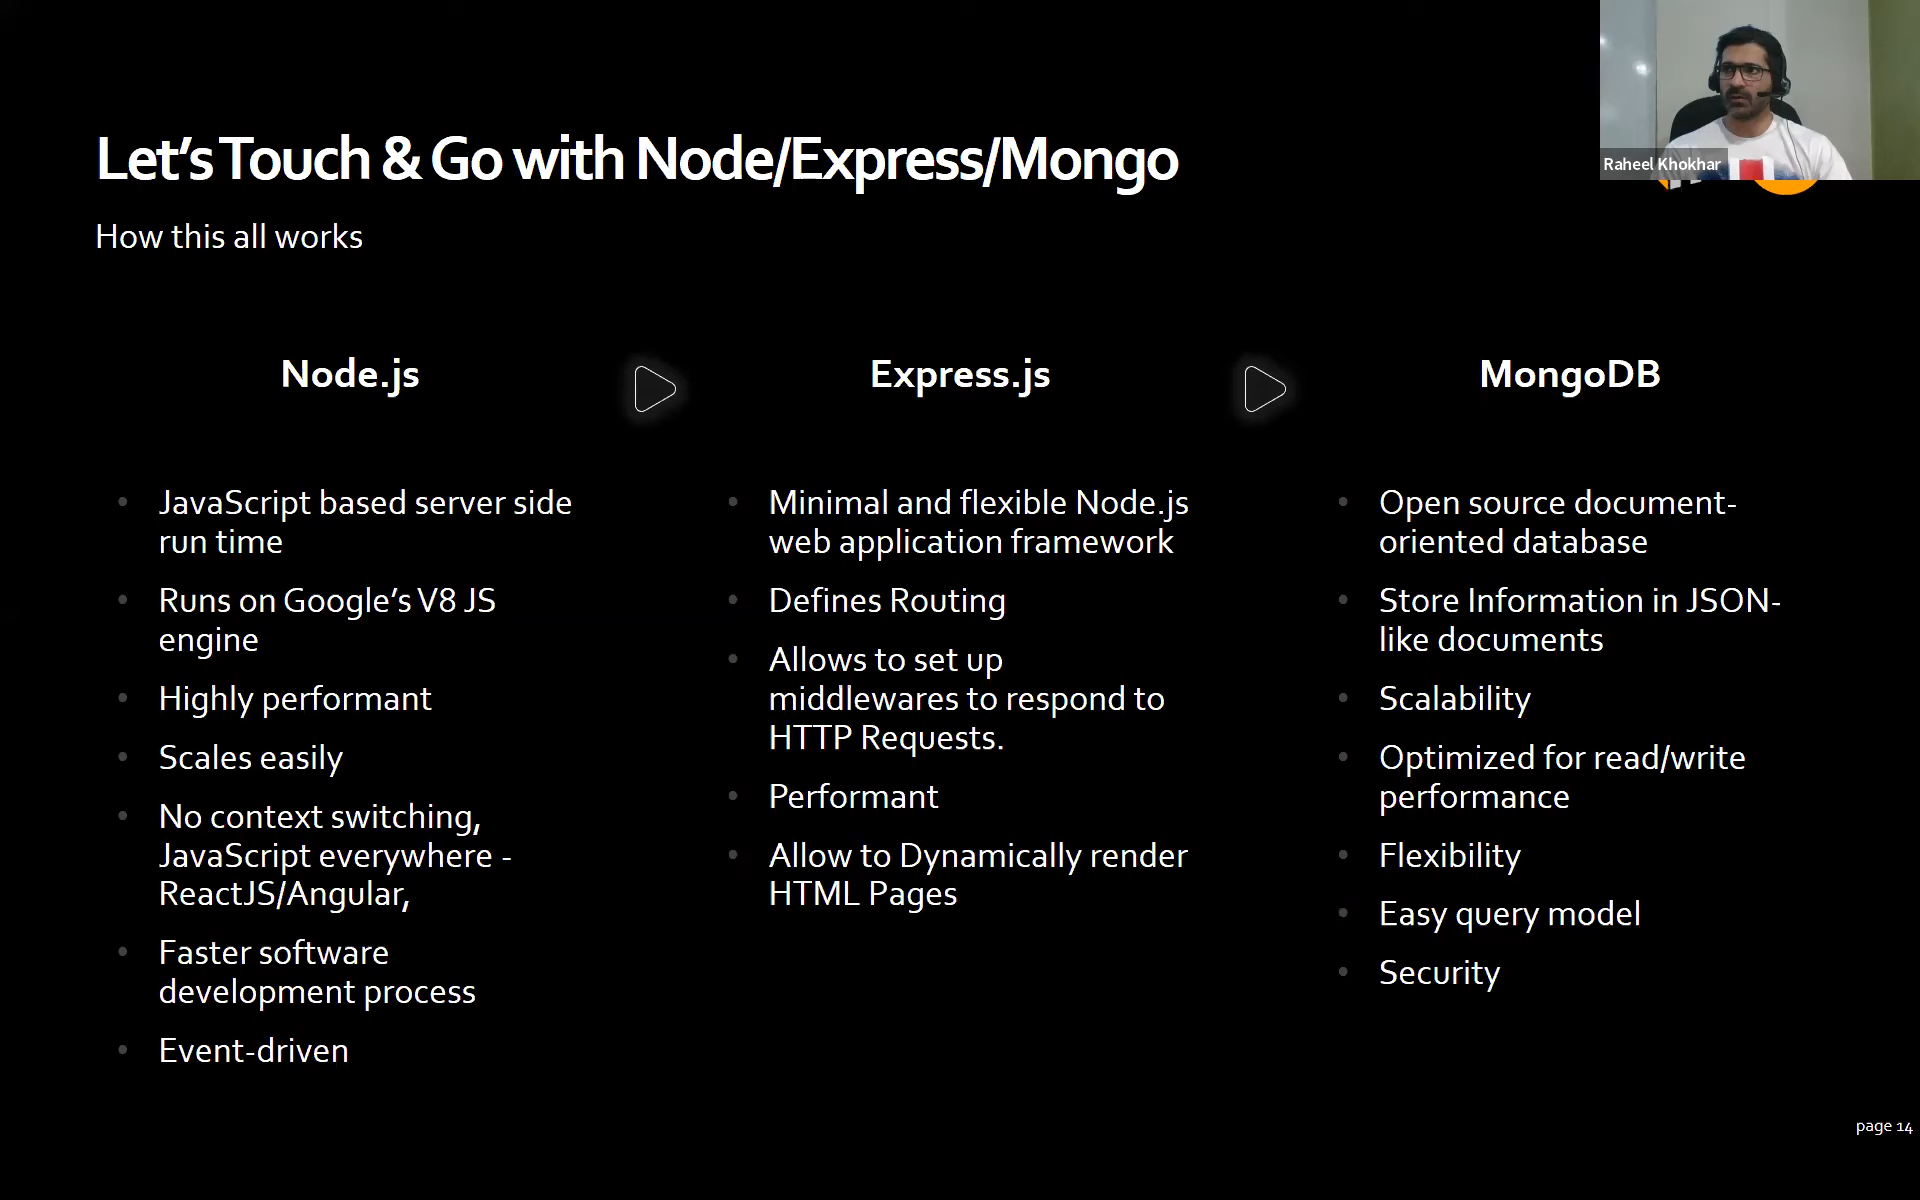 Let's Touch & Go with Node/Express/Mongo
Raheel Khokhar
How this all works
Node.js
JavaScript based server side
run time
Runs on Google's V8 JS
engine
Highly performant
Scales easily
No context switching,
JavaScript everywhere -
ReactJS/Angular,
Faster software
development process
Event-driven
Express.js
Minimal and flexible Node.js
web application framework
Defines Routing
Allows to set up
middlewares to respond to
HTTP Requests.
Performant
Allow to Dynamically render
HTML Pages
MongoDB
Open source document-
oriented database
Store Information in JSON-
like documents
Scalability
Optimized for read/write
performance
Flexibility
Easy query model
Security
page 14